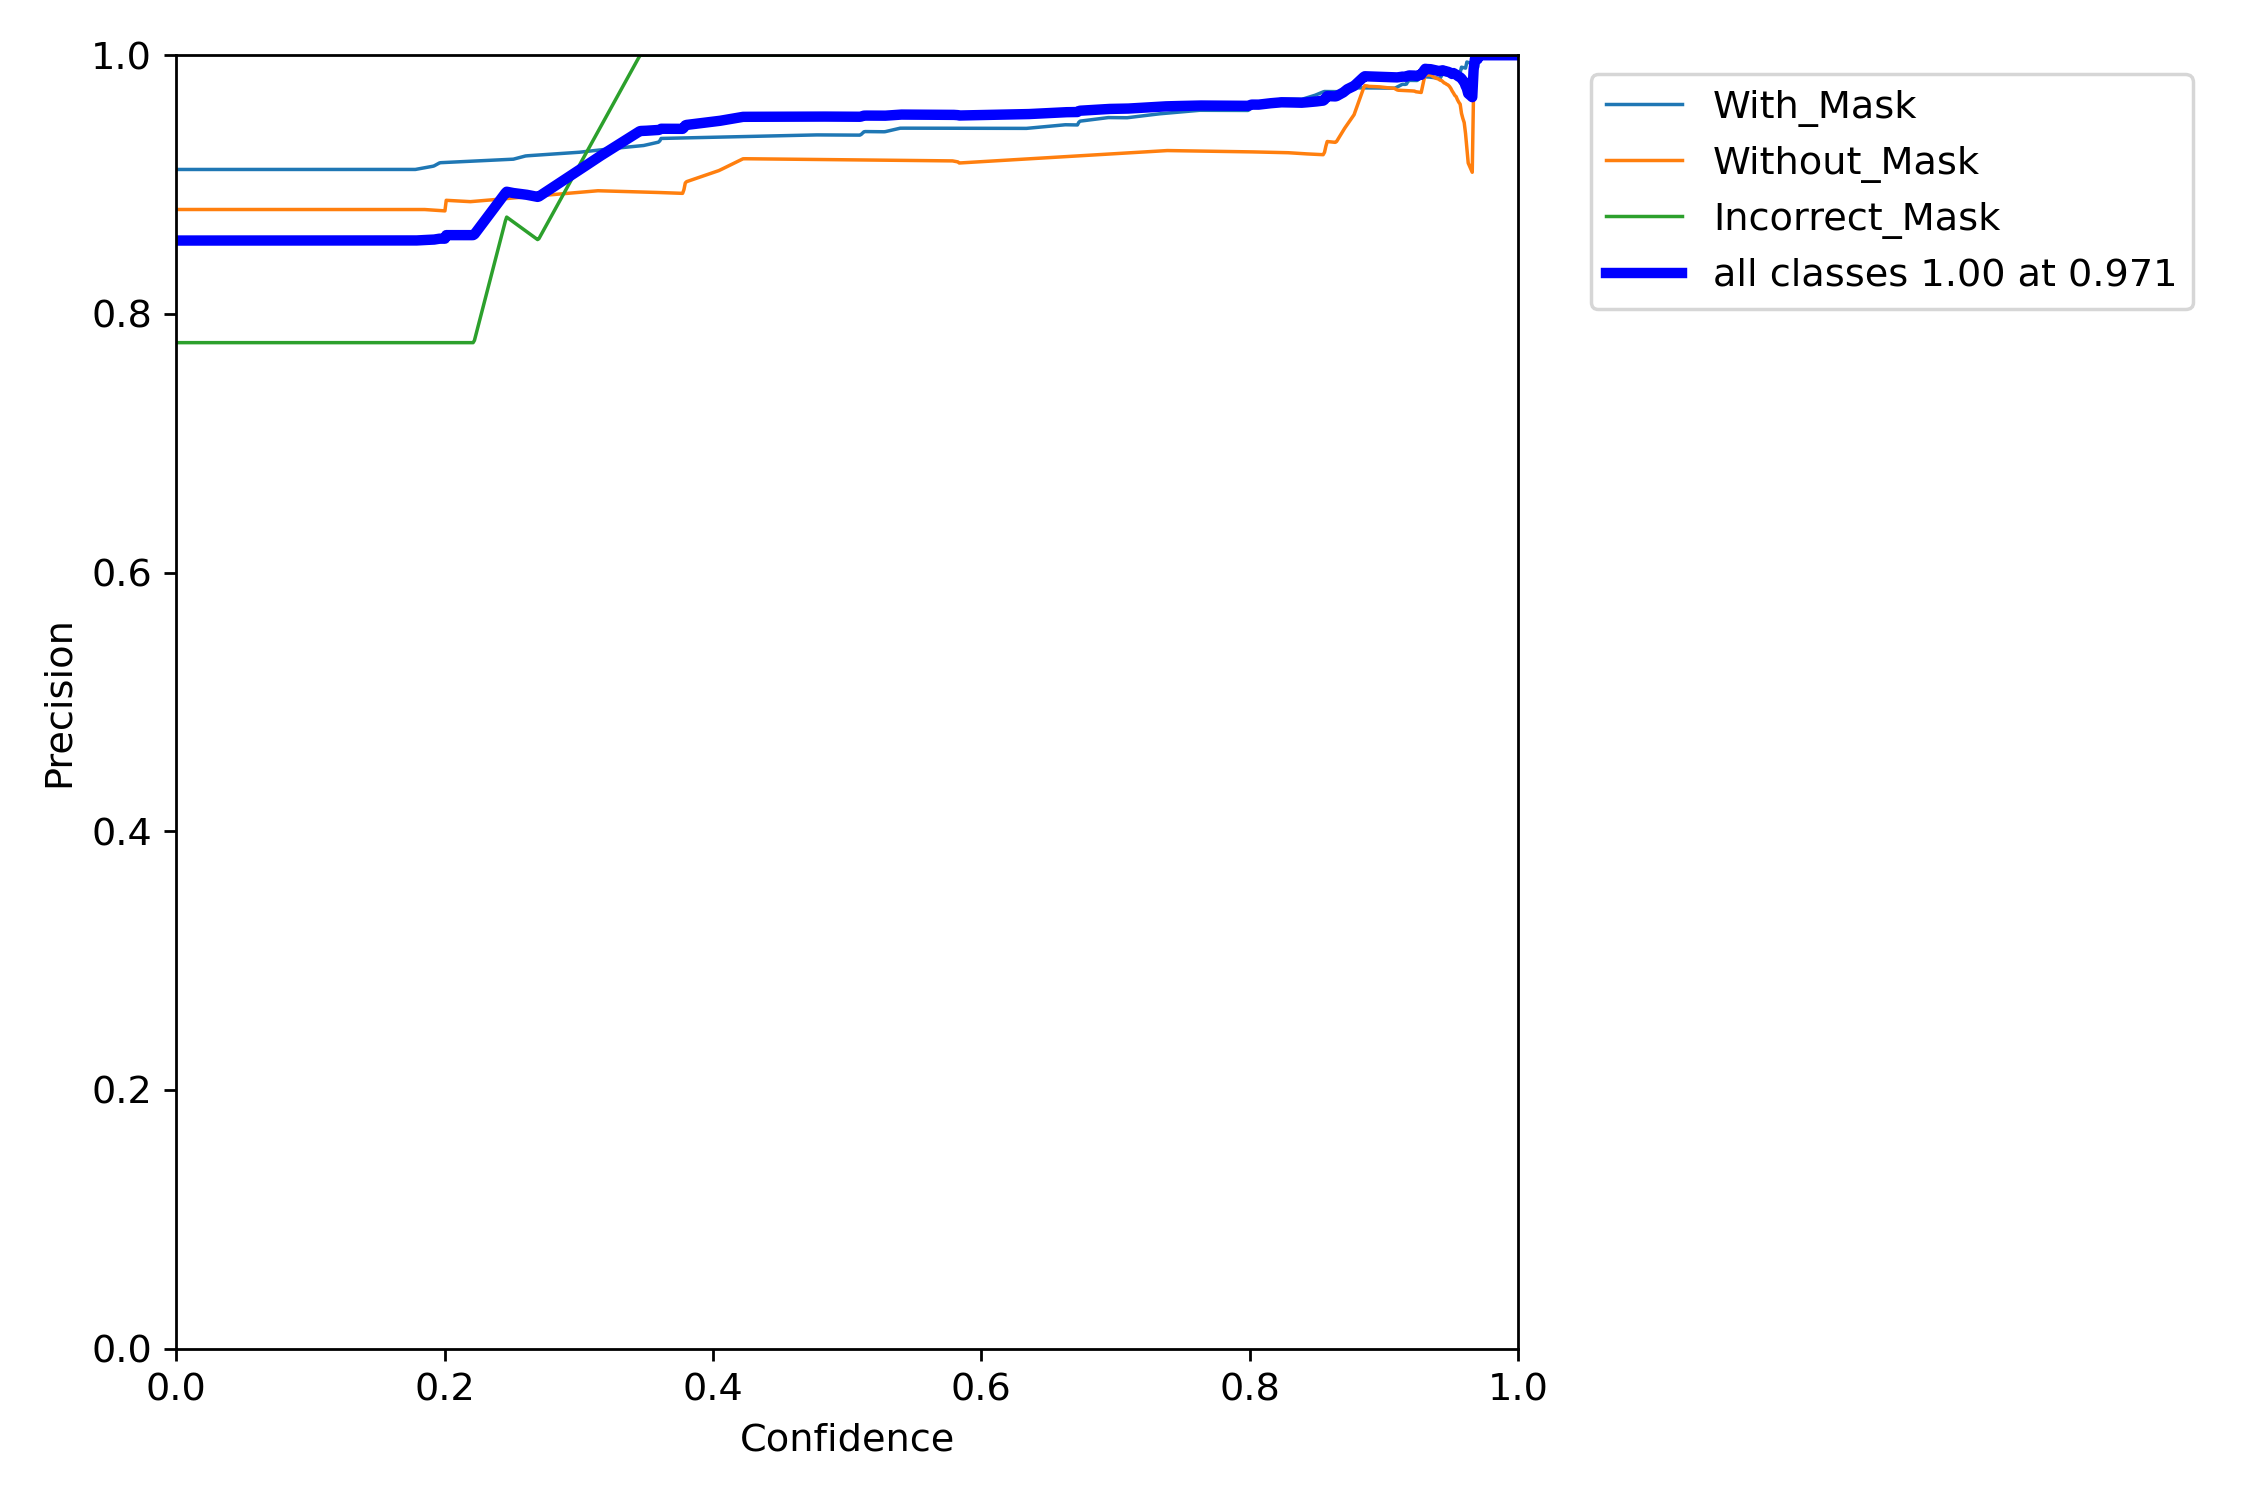 1.0
0.8
0.6
0.4
0.2
0.0
Precision
0.0 0.2 0.4 0.6 0.8 1.0
Confidence
With_Mask
Without_Mask
Incorrect_Mask
all classes 1.00 at 0.971